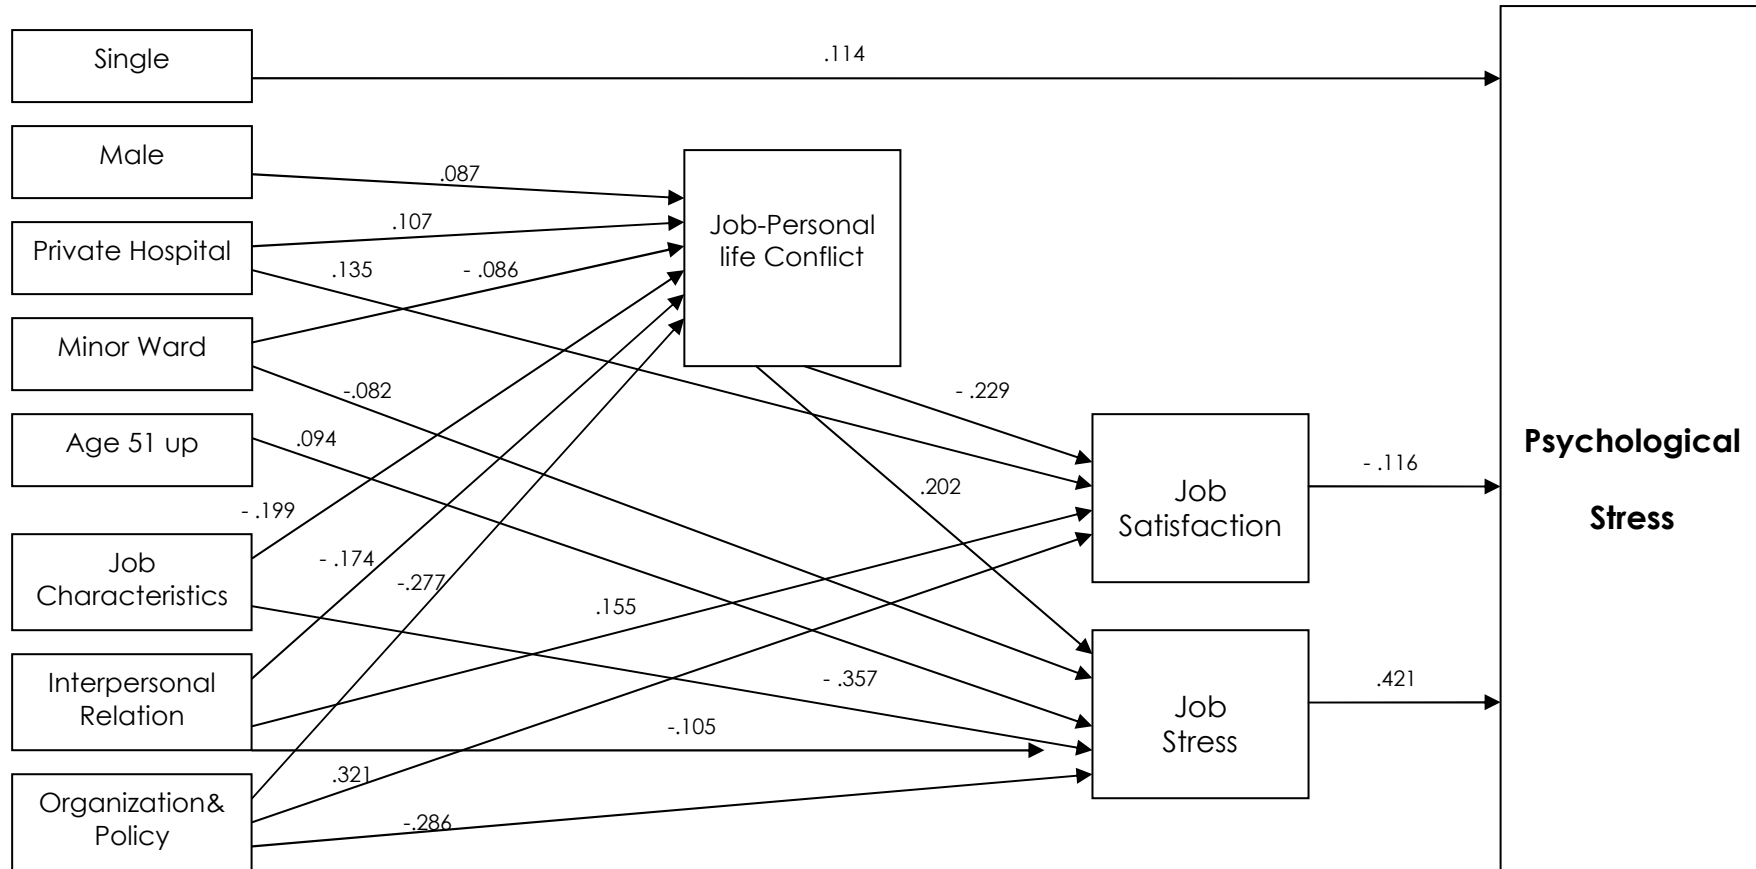 Single
.114
Male
.087
Private Hospital
.107
.135
- .086
Job-Personal
life Conflict
Minor Ward
-.082
- .229
Age 51 up
.094
.202
Job
Satisfaction
- .116
Psychological
Stress
- .199
Job
Characteristics
- .174
-.277
.155
Interpersonal
Relation
- .357
-.105
Job
Stress
.421
Organization&
Policy
.321
-.286